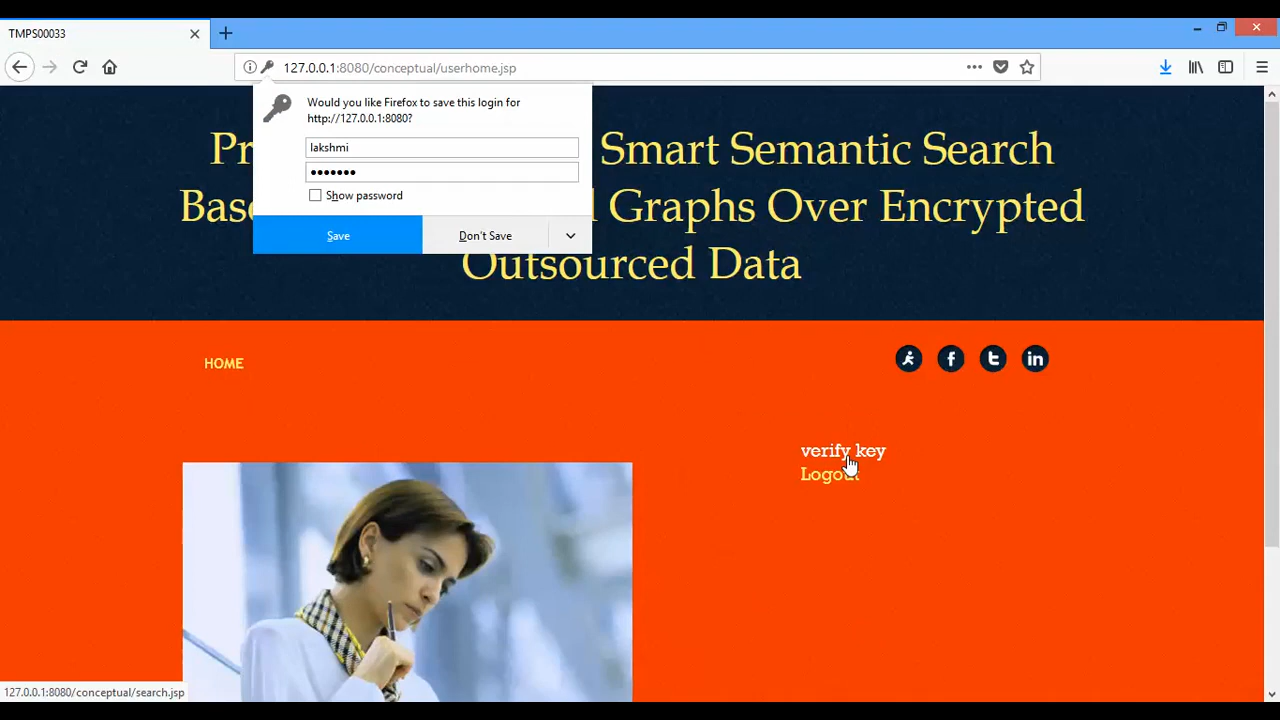 TMPS00033
127.0.0.1:8080/conceptual/userhome.jsp
Would you like Firefox to save this login for
http://127.0.0.1:8080?
lakshmi
•••••••
Show password
Save
Don't Save
Pr Smart Semantic Search
Base Graphs Over Encrypted
Outsourced Data
HOME
verify key
Logout
127.0.0.1:8080/conceptual/search.jsp